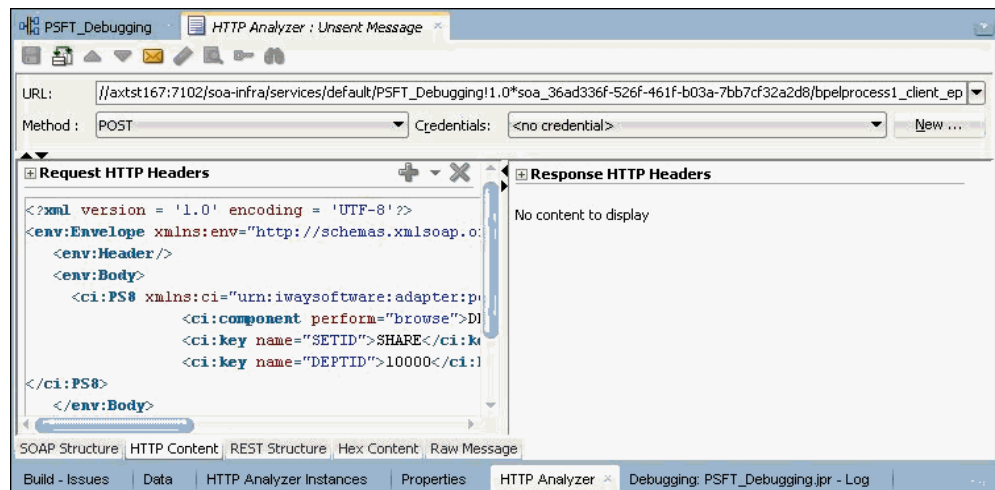 PSFT_Debugging HTTP Analyzer : Unsent Message
URL: //axtst167:7102/soa-infra/services/default/PSFT_Debugging!1.0*soa_36ad336f-526f-461f-b03a-7bb7cf32a2d8/bpelprocess1_client_ep
Method : POST Credentials: <no credential> New ...
Request HTTP Headers
<?xml version = '1.0' encoding = 'UTF-8'?>
<env:Envelope xmlns:env="http://schemas.xmlsoap.o
<env:Header/>
<env:Body>
<ci:PS8 xmlns:ci="urn:iwaysoftware:adapter:p
<ci:component perform="browse">
<ci:key name="SETID">SHARE</ci:k
<ci:key name="DEPTID">10000</ci:
</ci:PS8>
</env:Body>
Response HTTP Headers
No content to display
SOAP Structure HTTP Content REST Structure Hex Content Raw Message
Build - Issues Data HTTP Analyzer Instances Properties HTTP Analyzer Debugging: PSFT_Debugging.jpr - Log